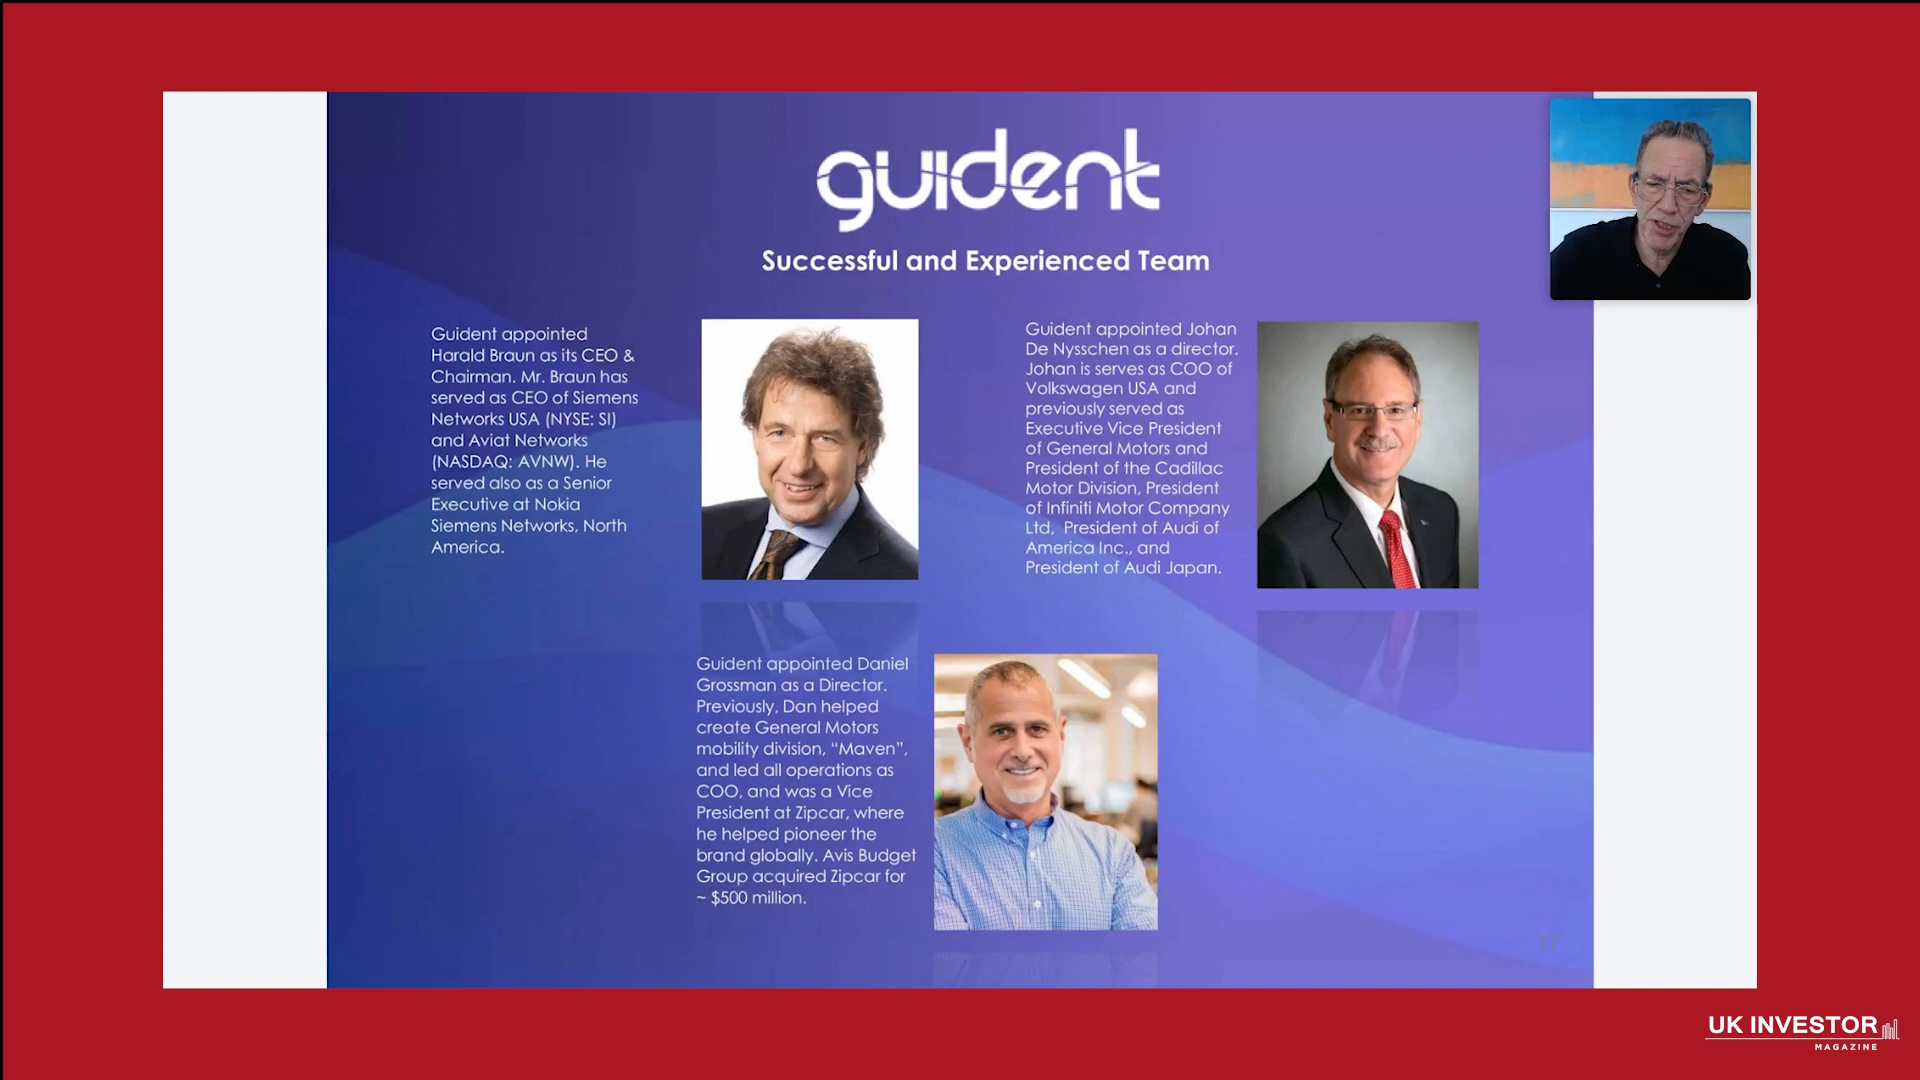 guident
Successful and Experienced Team
Guident appointed
Harald Braun as its CEO &
Chairman. Mr. Braun has
served as CEO of Siemens
Networks USA (NYSE: SI)
and Aviat Networks
(NASDAQ: AVNW). He
served also as a Senior
Executive at Nokia
Siemens Networks, North
America.
Guident appointed Johan
De Nysschen as a director.
Johan is serves as COO of
Volkswagen USA and
previously served as
Executive Vice President
of General Motors and
President of the Cadillac
Motor Division, President
of Infiniti Motor Company
Ltd, President of Audi of
America Inc., and
President of Audi Japan.
Guident appointed Daniel
Grossman as a Director.
Previously, Dan helped
create General Motors
mobility division, “Maven”,
and led all operations as
COO, and was a Vice
President at Zipcar, where
he helped pioneer the
brand globally. Avis Budget
Group acquired Zipcar for
~ $500 million.
17
UK INVESTOR
MAGAZINE